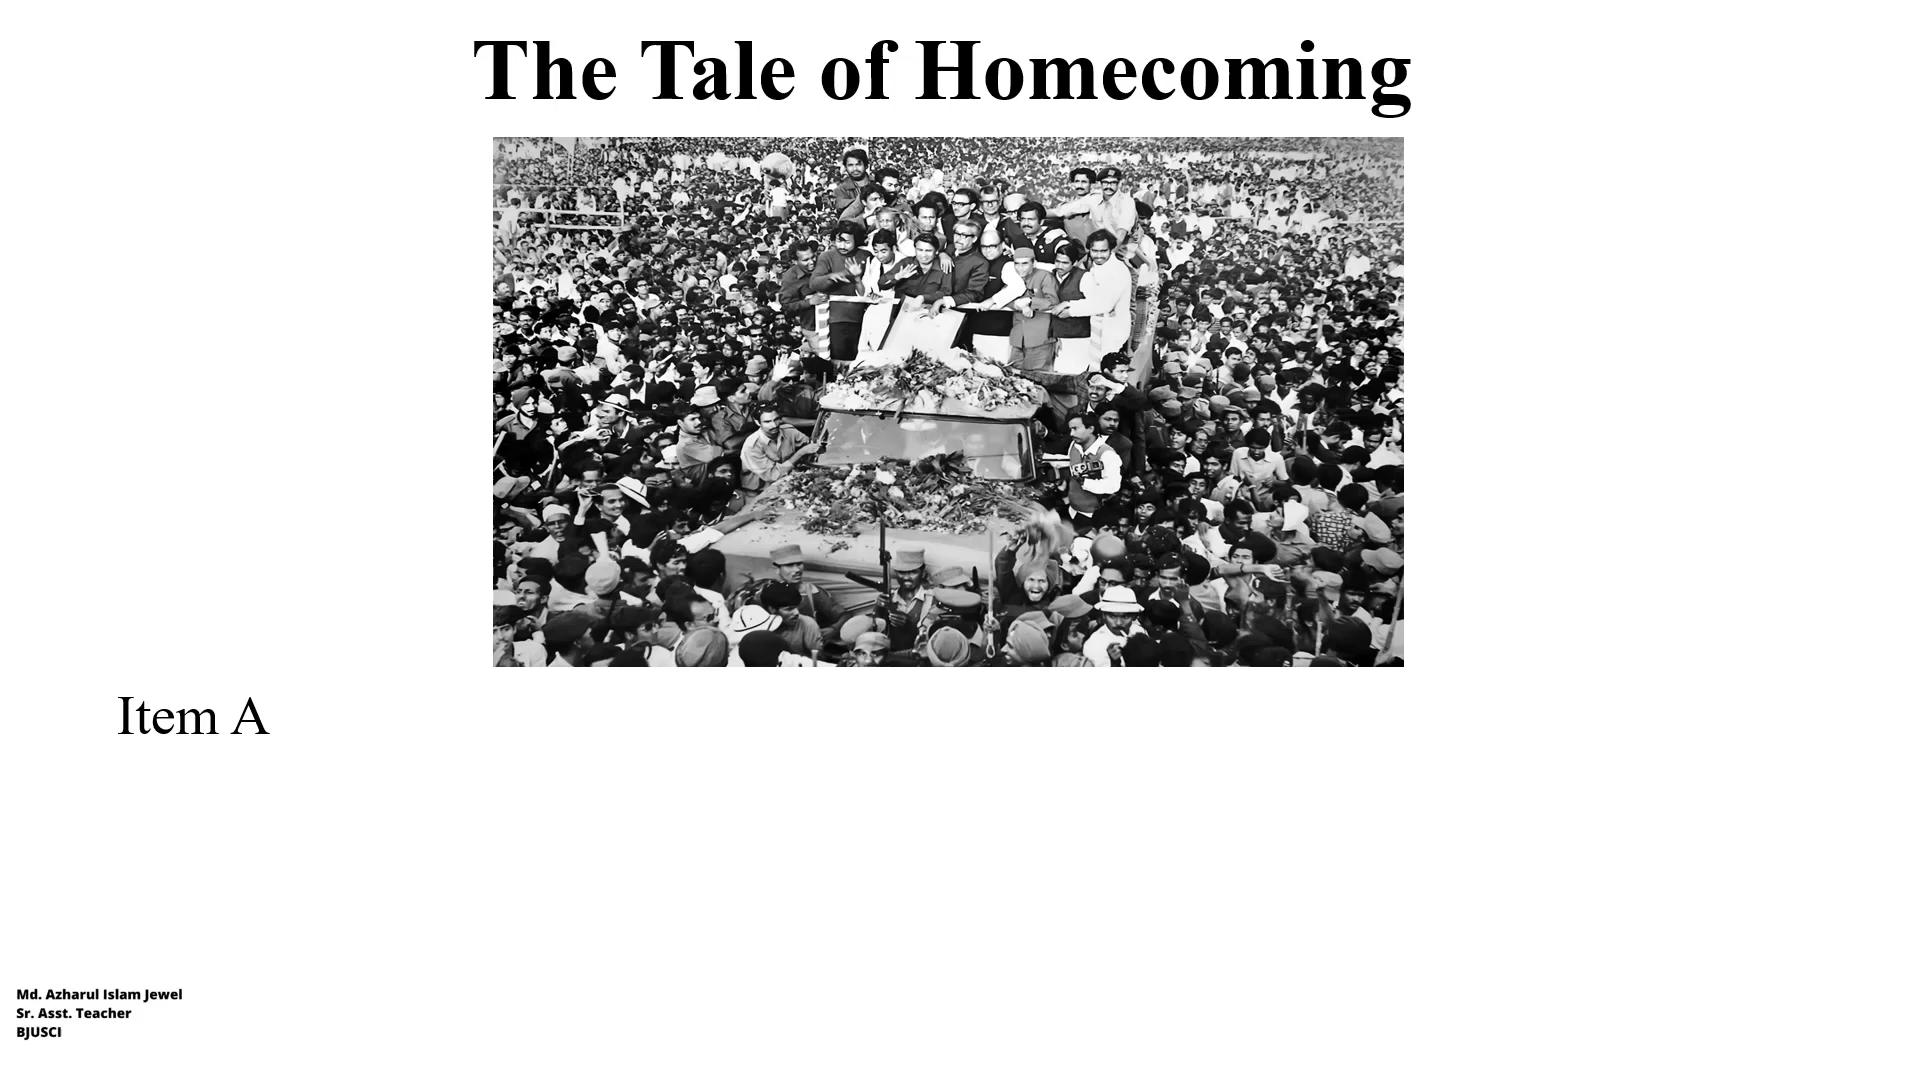 The Tale of Homecoming
Item A
Md. Azharul Islam Jewel
Sr. Asst. Teacher
BJUSCI